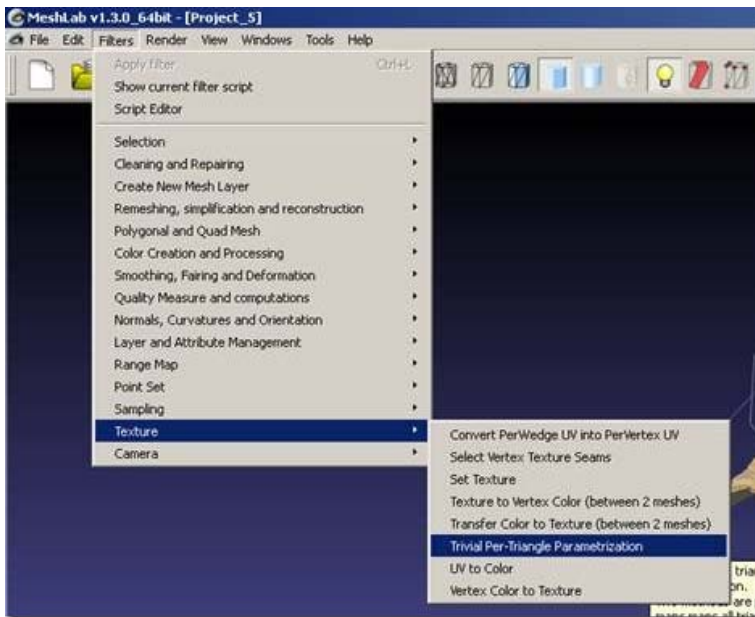 MeshLab v1.3.0_64bit - [Project_5]
File Edit Filters Render View Windows Tools Help
Apply filter Ctrl+L
Show current filter script
Script Editor
Selection
Cleaning and Repairing
Create New Mesh Layer
Remeshing, simplification and reconstruction
Polygonal and Quad Mesh
Color Creation and Processing
Smoothing, Fairing and Deformation
Quality Measure and computations
Normals, Curvatures and Orientation
Layer and Attribute Management
Range Map
Point Set
Sampling
Texture
Camera
Convert PerWedge UV into PerVertex UV
Select Vertex Texture Seams
Set Texture
Texture to Vertex Color (between 2 meshes)
Transfer Color to Texture (between 2 meshes)
Trivial Per-Triangle Parametrization
UV to Color
Vertex Color to Texture
are